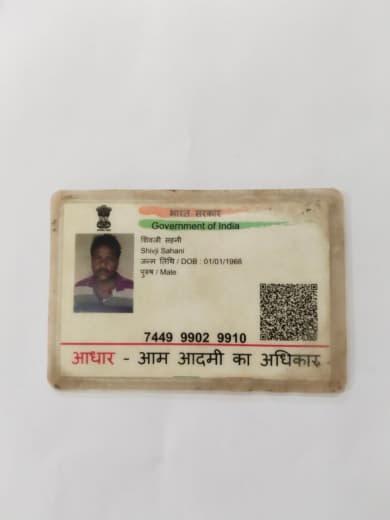 भारत सरकार
Government of India
शिवजी सहनी
Shivji Sahani
जन्म तिथि / DOB : 01/01/1968
पुरुष / Male
7449 9902 9910
आधार - आम आदमी का अधिकार